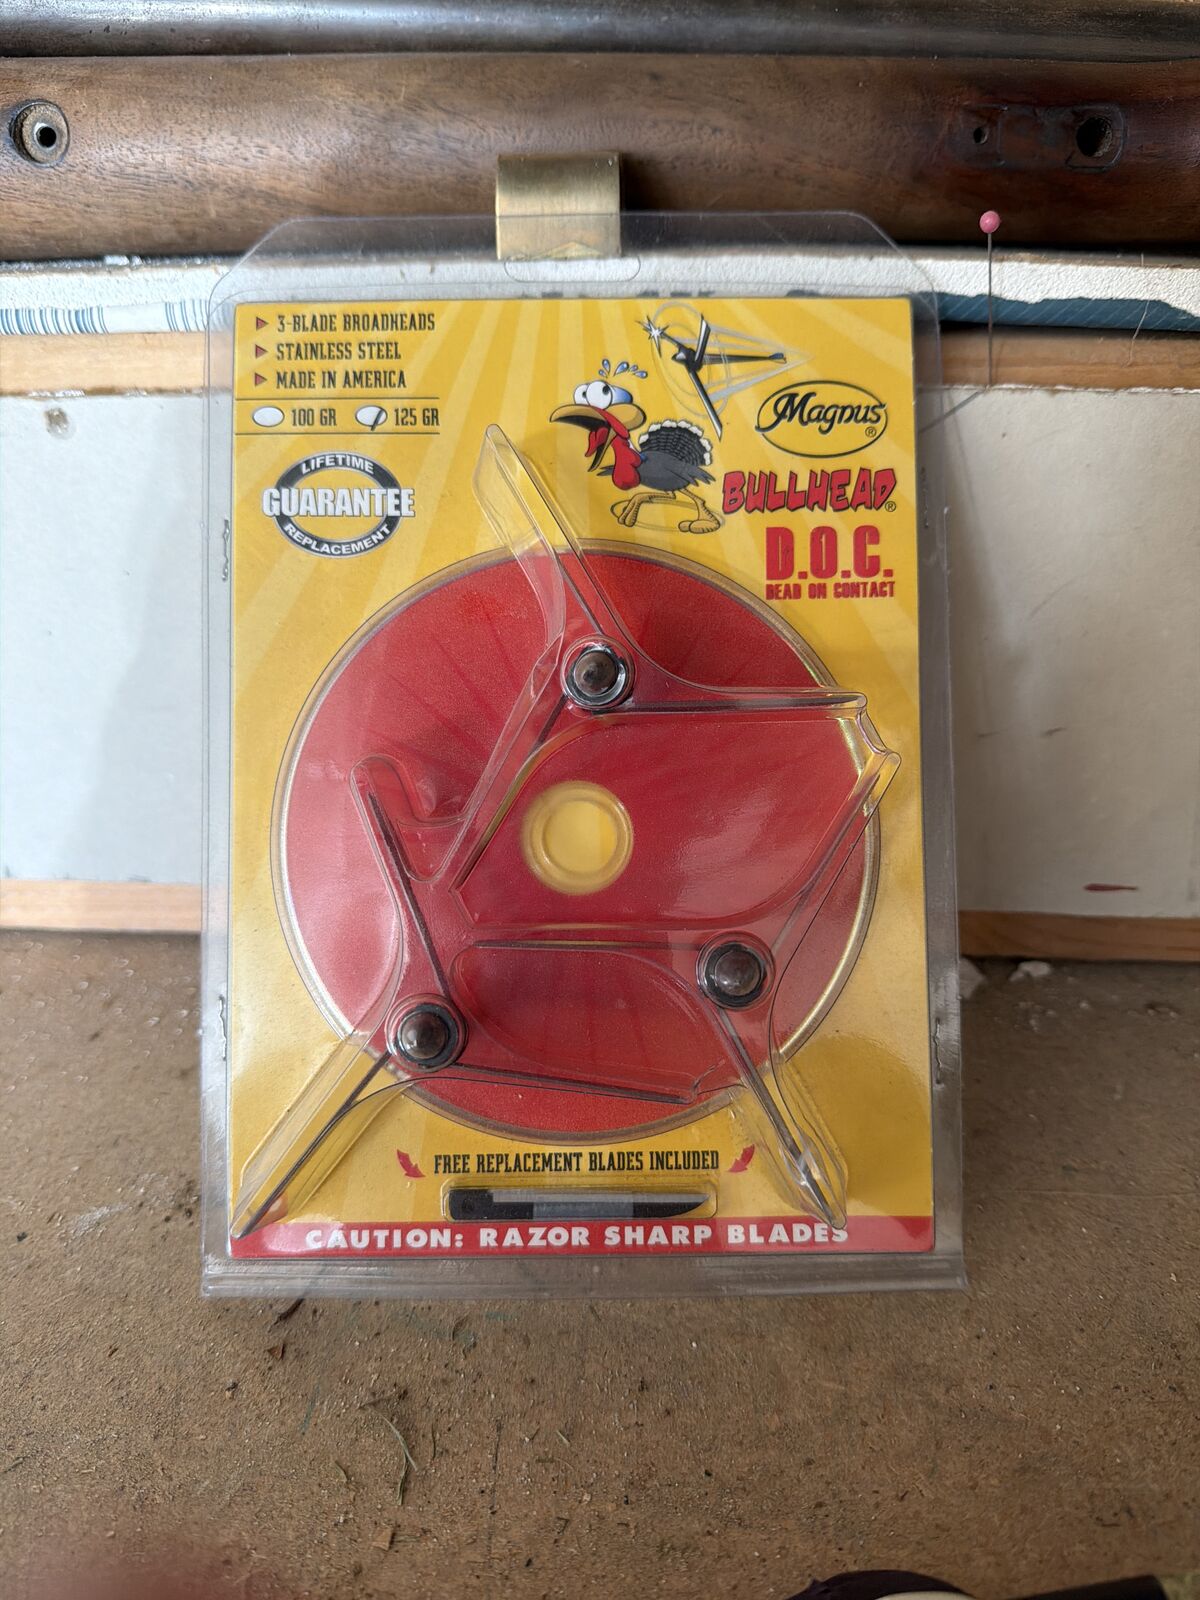 3-BLADE BROADHEADS
STAINLESS STEEL
MADE IN AMERICA
100 GR 125 GR
LIFETIME
GUARANTEE
REPLACEMENT
Magnus®
BULLHEAD®
D.O.C.
DEAD ON CONTACT
FREE REPLACEMENT BLADES INCLUDED
CAUTION: RAZOR SHARP BLADES